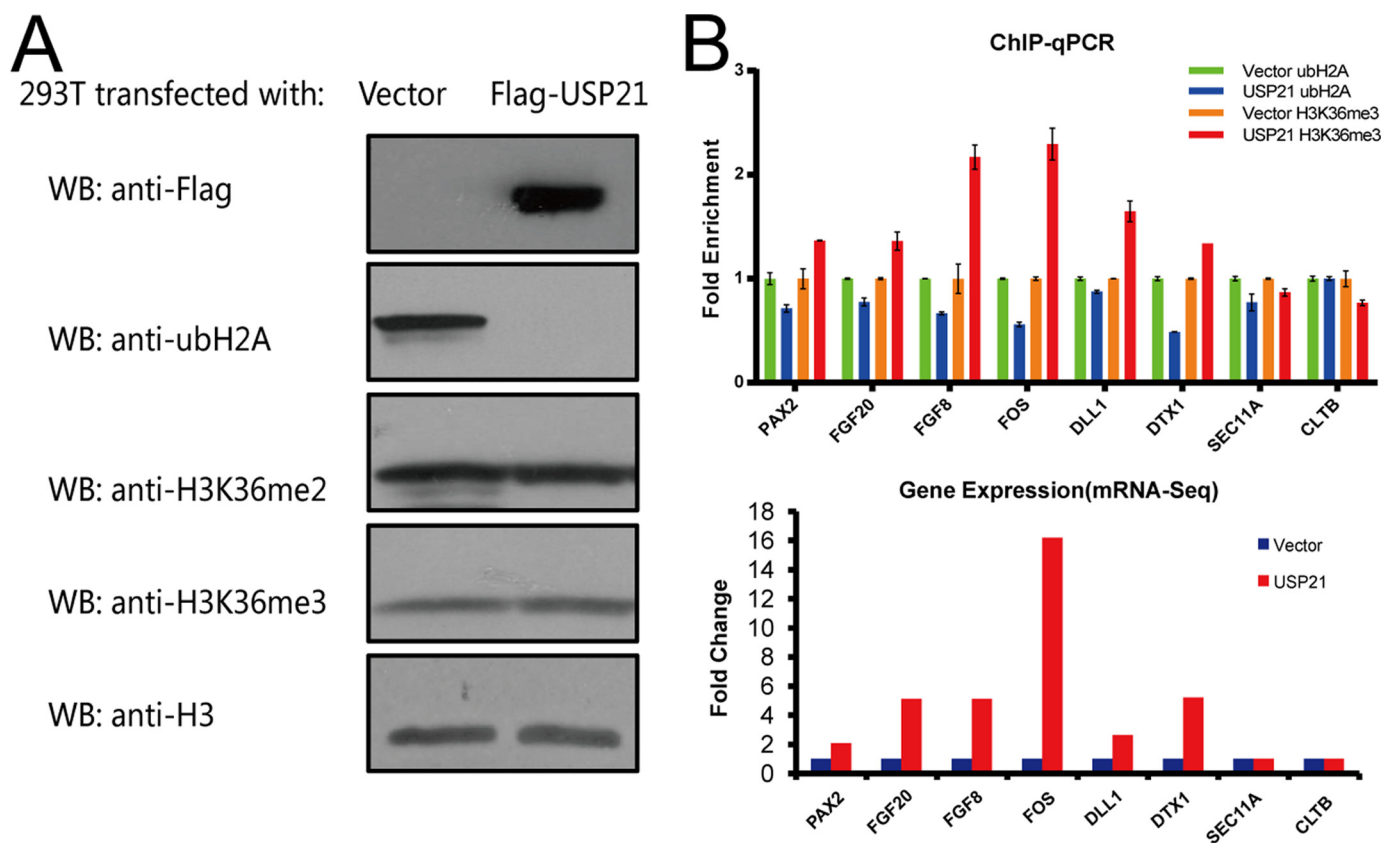 A
293T transfected with: Vector Flag-USP21
WB: anti-Flag
WB: anti-ubH2A
WB: anti-H3K36me2
WB: anti-H3K36me3
WB: anti-H3
B
ChIP-qPCR
Vector ubH2A
USP21 ubH2A
Vector H3K36me3
USP21 H3K36me3
Fold Enrichment
3
2
1
0
PAX2 FGF20 FGF8 FOS DLL1 DTX1 SEC11A CLTB
Gene Expression(mRNA-Seq)
Vector
USP21
Fold Change
18
16
14
12
10
8
6
4
2
0
PAX2 FGF20 FGF8 FOS DLL1 DTX1 SEC11A CLTB